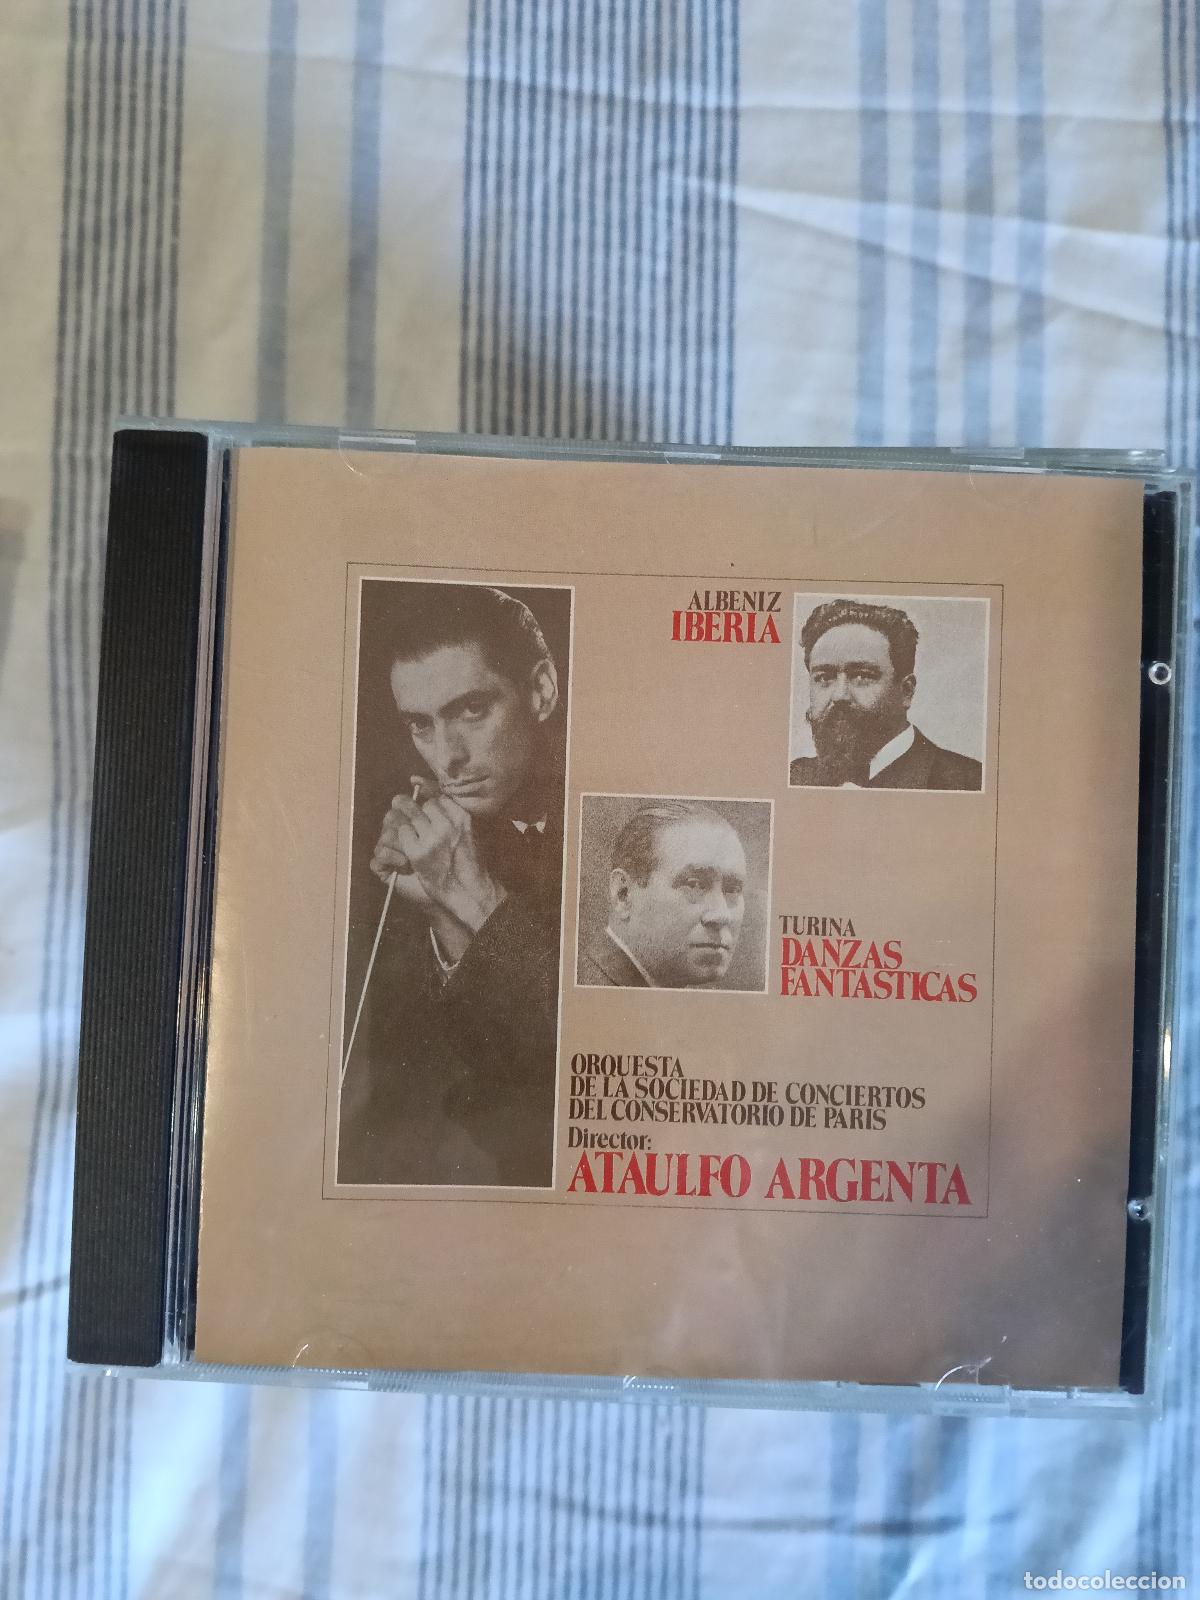 ALBENIZ
IBERIA
TURINA
DANZAS
FANTASTICAS
ORQUESTA
DE LA SOCIEDAD DE CONCIERTOS
DEL CONSERVATORIO DE PARIS
Director:
ATAULFO ARGENTA
todocoleccion